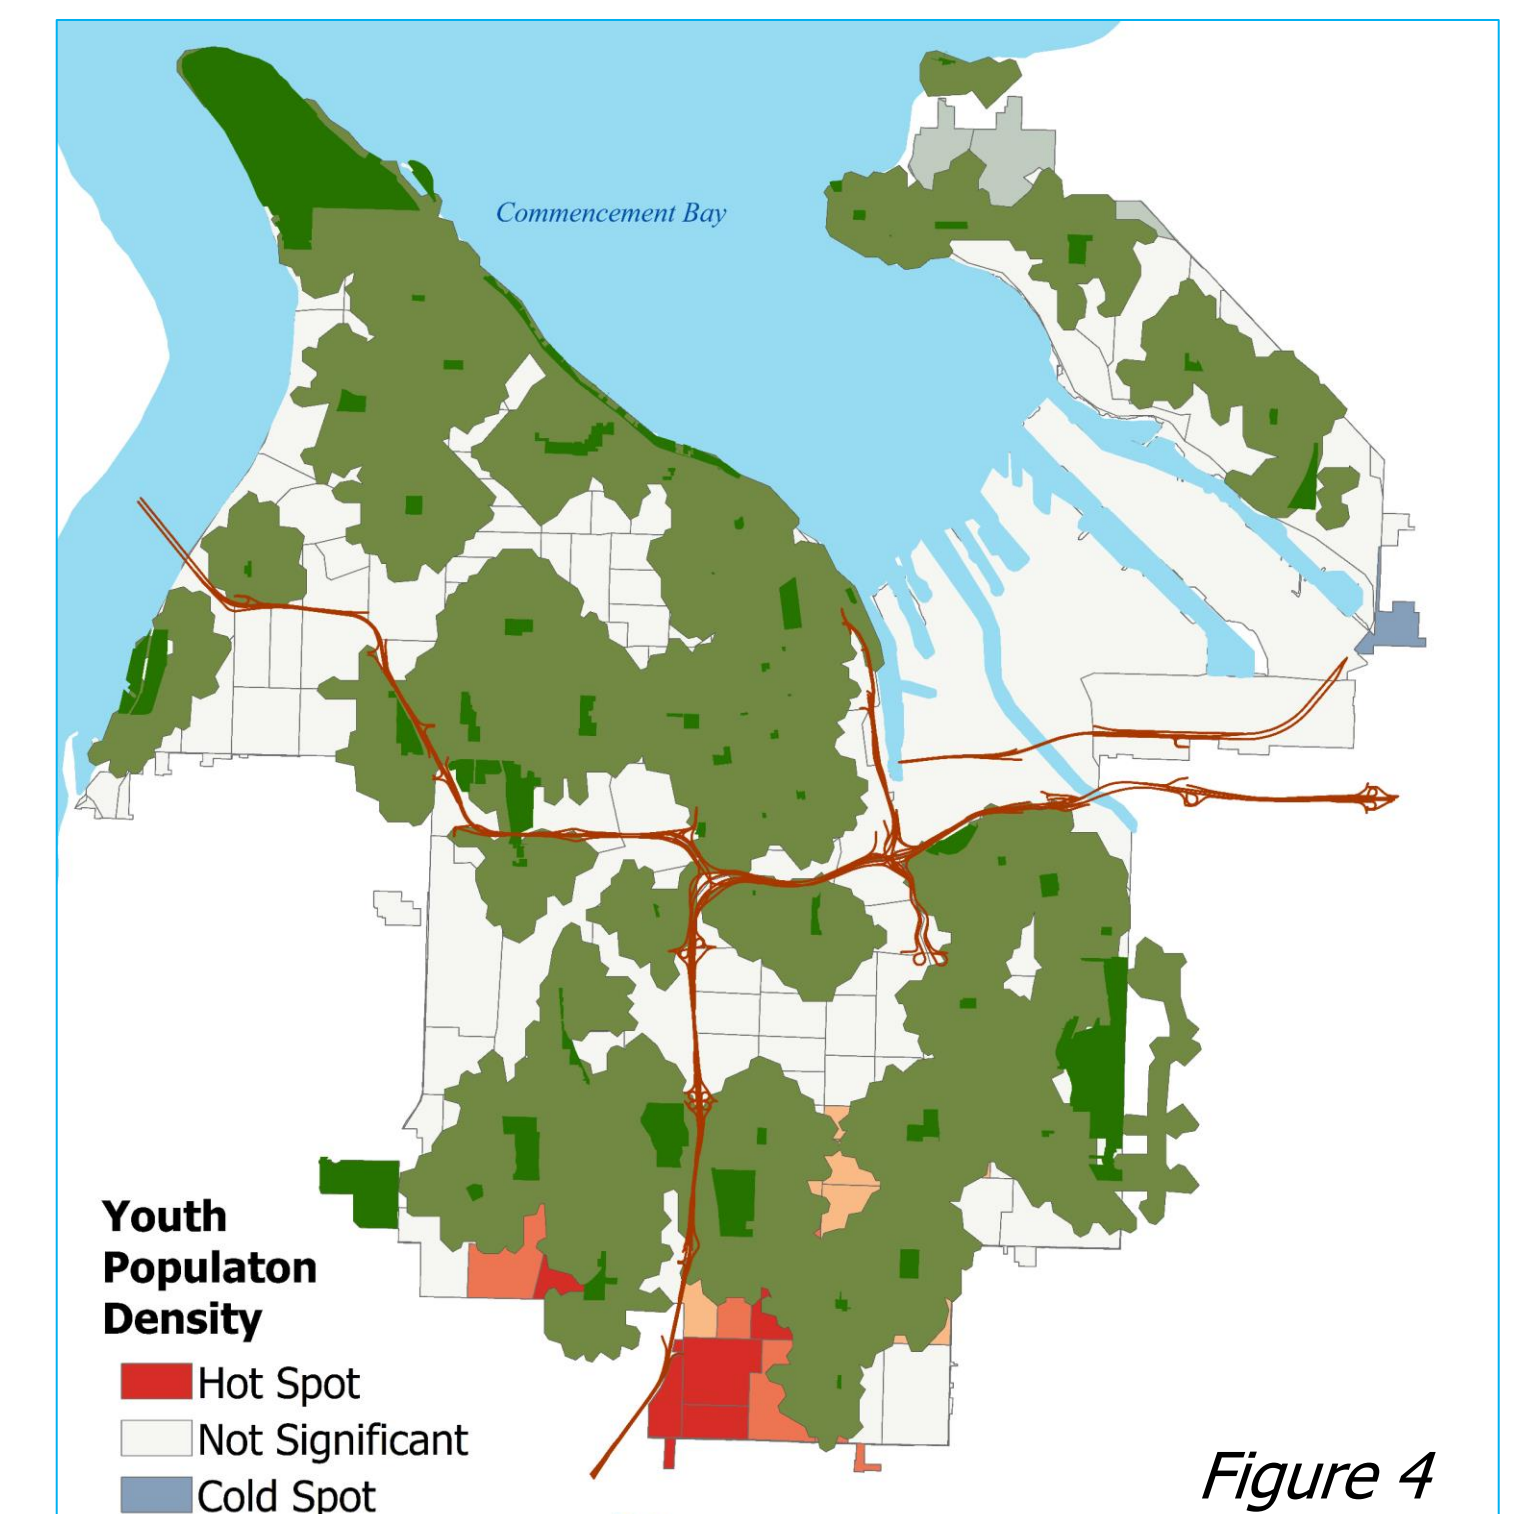 Commencement Bay
Youth
Populaton
Density
Hot Spot
Not Significant
Cold Spot
Figure 4